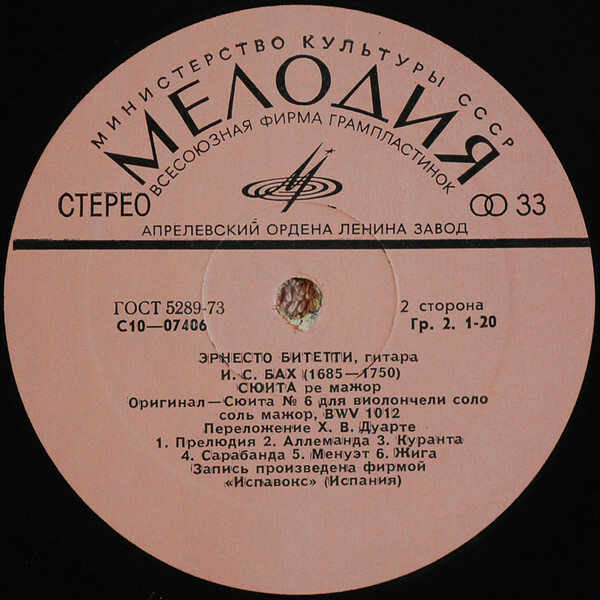 МИНИСТЕРСТВО КУЛЬТУРЫ СССР
МЕЛОДИЯ
ВСЕСОЮЗНАЯ ФИРМА ГРАМПЛАСТИНОК
СТЕРЕО
33
АПРЕЛЕВСКИЙ ОРДЕНА ЛЕНИНА ЗАВОД
ГОСТ 5289-73
2 сторона
С10—07406
Гр. 2. 1-20
ЭРНЕСТО БИТЕТТИ, гитара
И. С. БАХ (1685—1750)
СЮИТА ре мажор
Оригинал—Сюита № 6 для виолончели соло
соль мажор, BWV 1012
Переложение Х. В. Дуарте
1. Прелюдия 2. Аллеманда 3. Куранта
4. Сарабанда 5. Менуэт 6. Жига
Запись произведена фирмой
«Испавокс» (Испания)